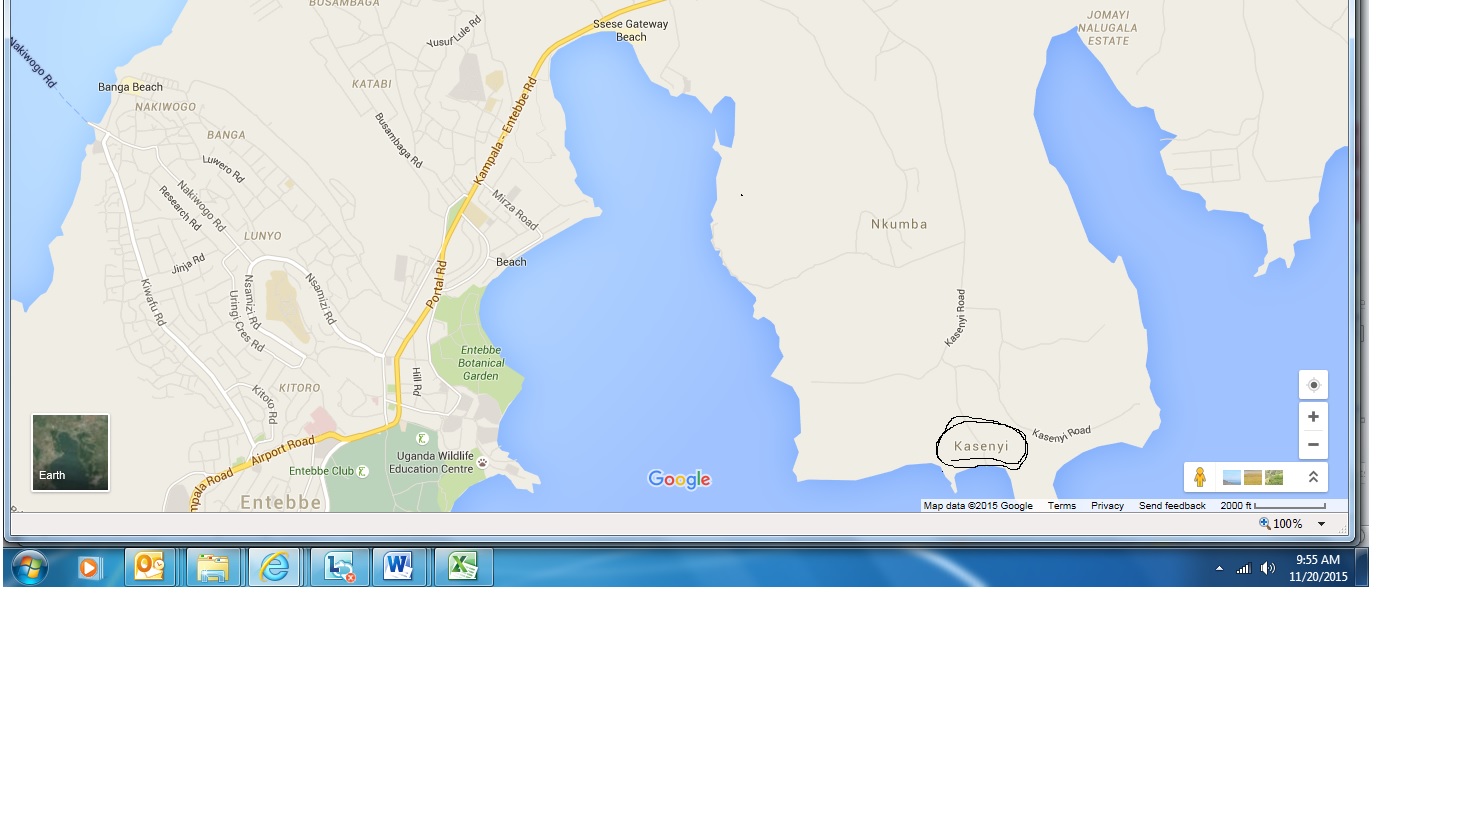 BUSAMBAGA
Yusuf Lule Rd
Ssese Gateway
Beach
JOMAYI
NALUGALA
ESTATE
Nakiwogo Rd
Banga Beach
KATABI
NAKIWOGO
BANGA
Busambaga Rd
Kampala - Entebbe Rd
Luwero Rd
Nakiwogo Rd
Research Rd
Mirza Road
Nkumba
LUNYO
Jinja Rd
Beach
Portal Rd
Kiwafu Rd
Nsamizi Rd
Nsamizi Rd
Uringi Cres Rd
Kasenyi Road
Entebbe
Botanical
Garden
KITORO
Hill Rd
Kitoro Rd
Kasenyi Road
Kasenyi
Airport Road
Uganda Wildlife
Education Centre
Entebbe Club
mpala Road
Entebbe
Earth
Google
Map data ©2015 Google Terms Privacy Send feedback 2000 ft
100%
9:55 AM
11/20/2015